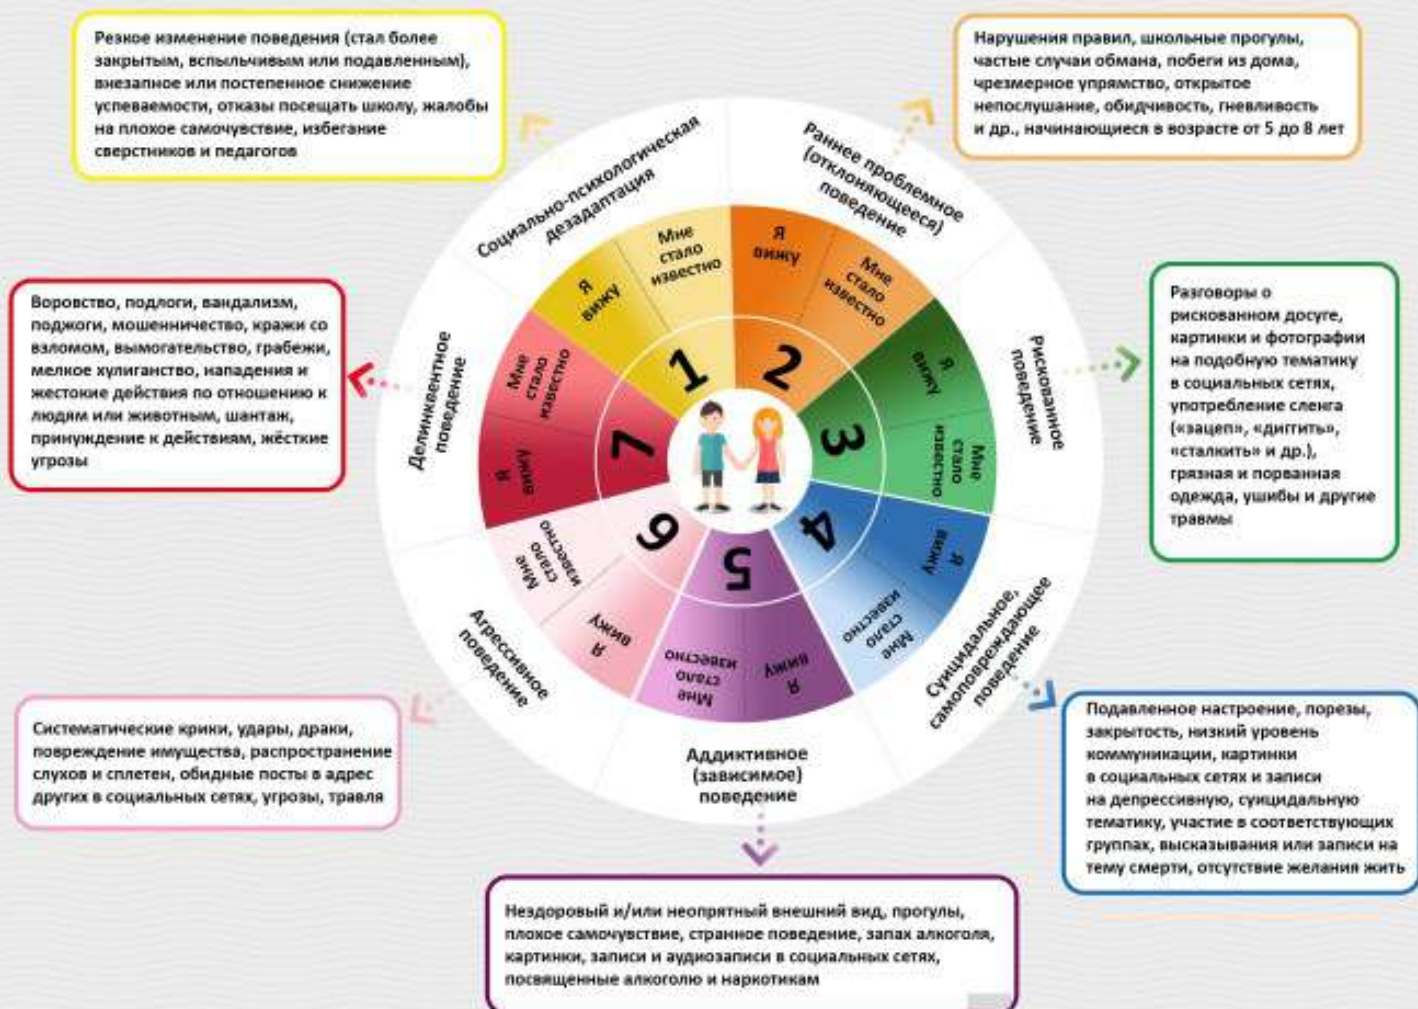 Резкое изменение поведения (стал более
закрытым, вспыльчивым или подавленным),
внезапное или постепенное снижение
успеваемости, отказы посещать школу, жалобы
на плохое самочувствие, избегание
сверстников и педагогов
Нарушения правил, школьные прогулы,
частые случаи обмана, побеги из дома,
чрезмерное упрямство, открытое
непослушание, обидчивость, гневливость
и др., начинающиеся в возрасте от 5 до 8 лет
Разговоры о
рискованном досуге,
картинки и фотографии
на подобную тематику
в социальных сетях,
употребление сленга
(«зацеп», «диггить»,
«сталкить» и др.),
грязная и порванная
одежда, ушибы и другие
травмы
Подавленное настроение, порезы,
закрытость, низкий уровень
коммуникации, картинки
в социальных сетях и записи
на депрессивную, суицидальную
тематику, участие в соответствующих
группах, высказывания или записи на
тему смерти, отсутствие желания жить
Нездоровый и/или неопрятный внешний вид, прогулы,
плохое самочувствие, странное поведение, запах алкоголя,
картинки, записи и аудиозаписи в социальных сетях,
посвященные алкоголю и наркотикам
Систематические крики, удары, драки,
повреждение имущества, распространение
слухов и сплетен, обидные посты в адрес
других в социальных сетях, угрозы, травля
Воровство, подлоги, вандализм,
поджоги, мошенничество, кражи со
взломом, вымогательство, грабежи,
мелкое хулиганство, нападения и
жестокие действия по отношению к
людям или животным, шантаж,
принуждение к действиям, жёсткие
угрозы
Социально-психологическая
дезадаптация
Я
вижу
Мне
стало
известно
1
Раннее проблемное
(отклоняющееся)
поведение
Я
вижу
Мне
стало
известно
2
Рискованное
поведение
Я
вижу
Мне
стало
известно
3
Суицидальное,
самоповреждающее
поведение
Я
вижу
Мне
стало
известно
4
Аддиктивное
(зависимое)
поведение
Я
вижу
Мне
стало
известно
5
Агрессивное
поведение
Я
вижу
Мне
стало
известно
6
Делинквентное
поведение
Я
вижу
Мне
стало
известно
7